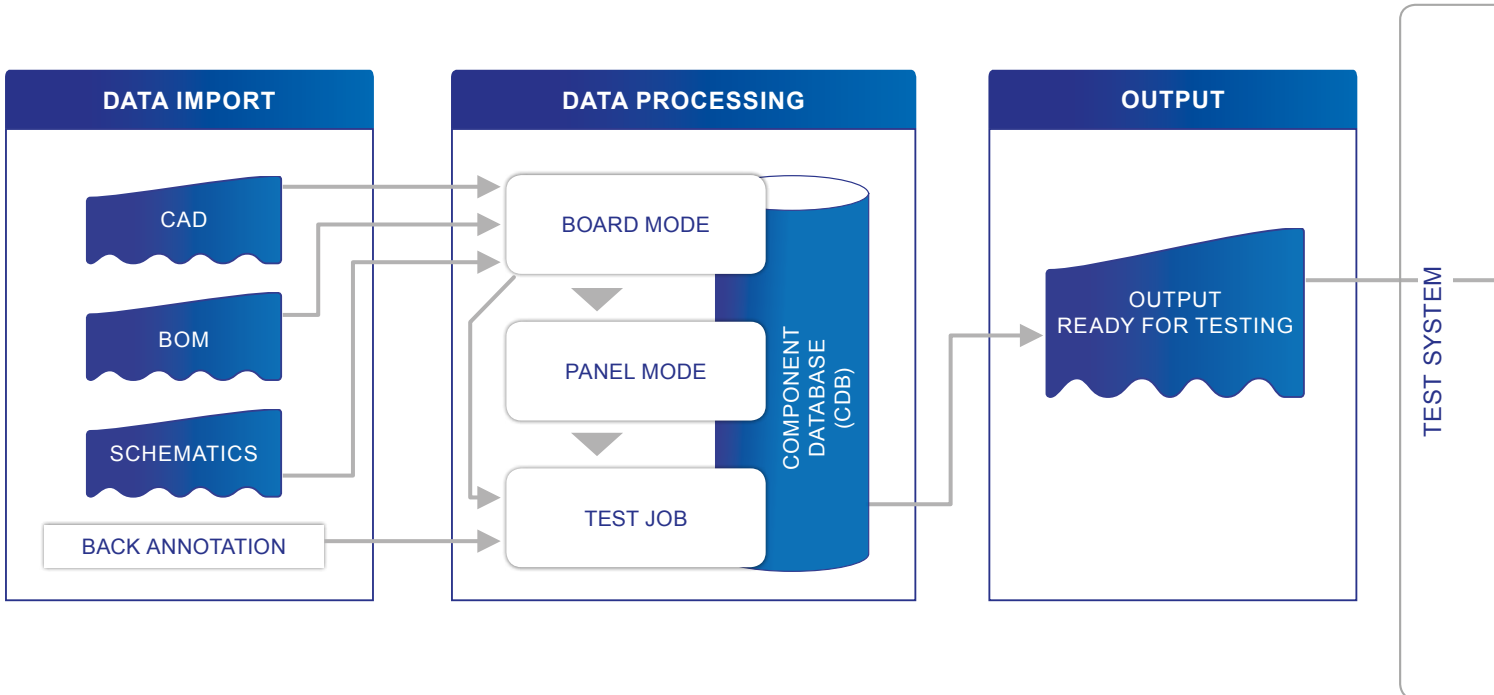 DATA IMPORT
CAD
BOM
SCHEMATICS
BACK ANNOTATION
DATA PROCESSING
BOARD MODE
PANEL MODE
TEST JOB
COMPONENT
DATABASE
(CDB)
OUTPUT
OUTPUT
READY FOR TESTING
TEST SYSTEM